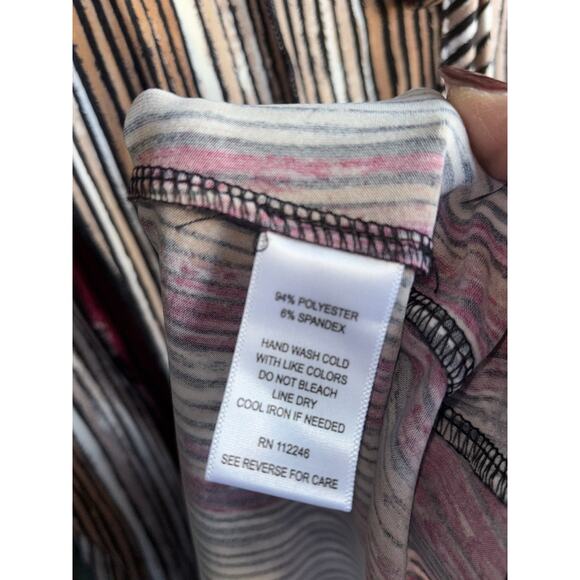 94% POLYESTER
6% SPANDEX
HAND WASH COLD
WITH LIKE COLORS
DO NOT BLEACH
LINE DRY
COOL IRON IF NEEDED
RN 112246
SEE REVERSE FOR CARE